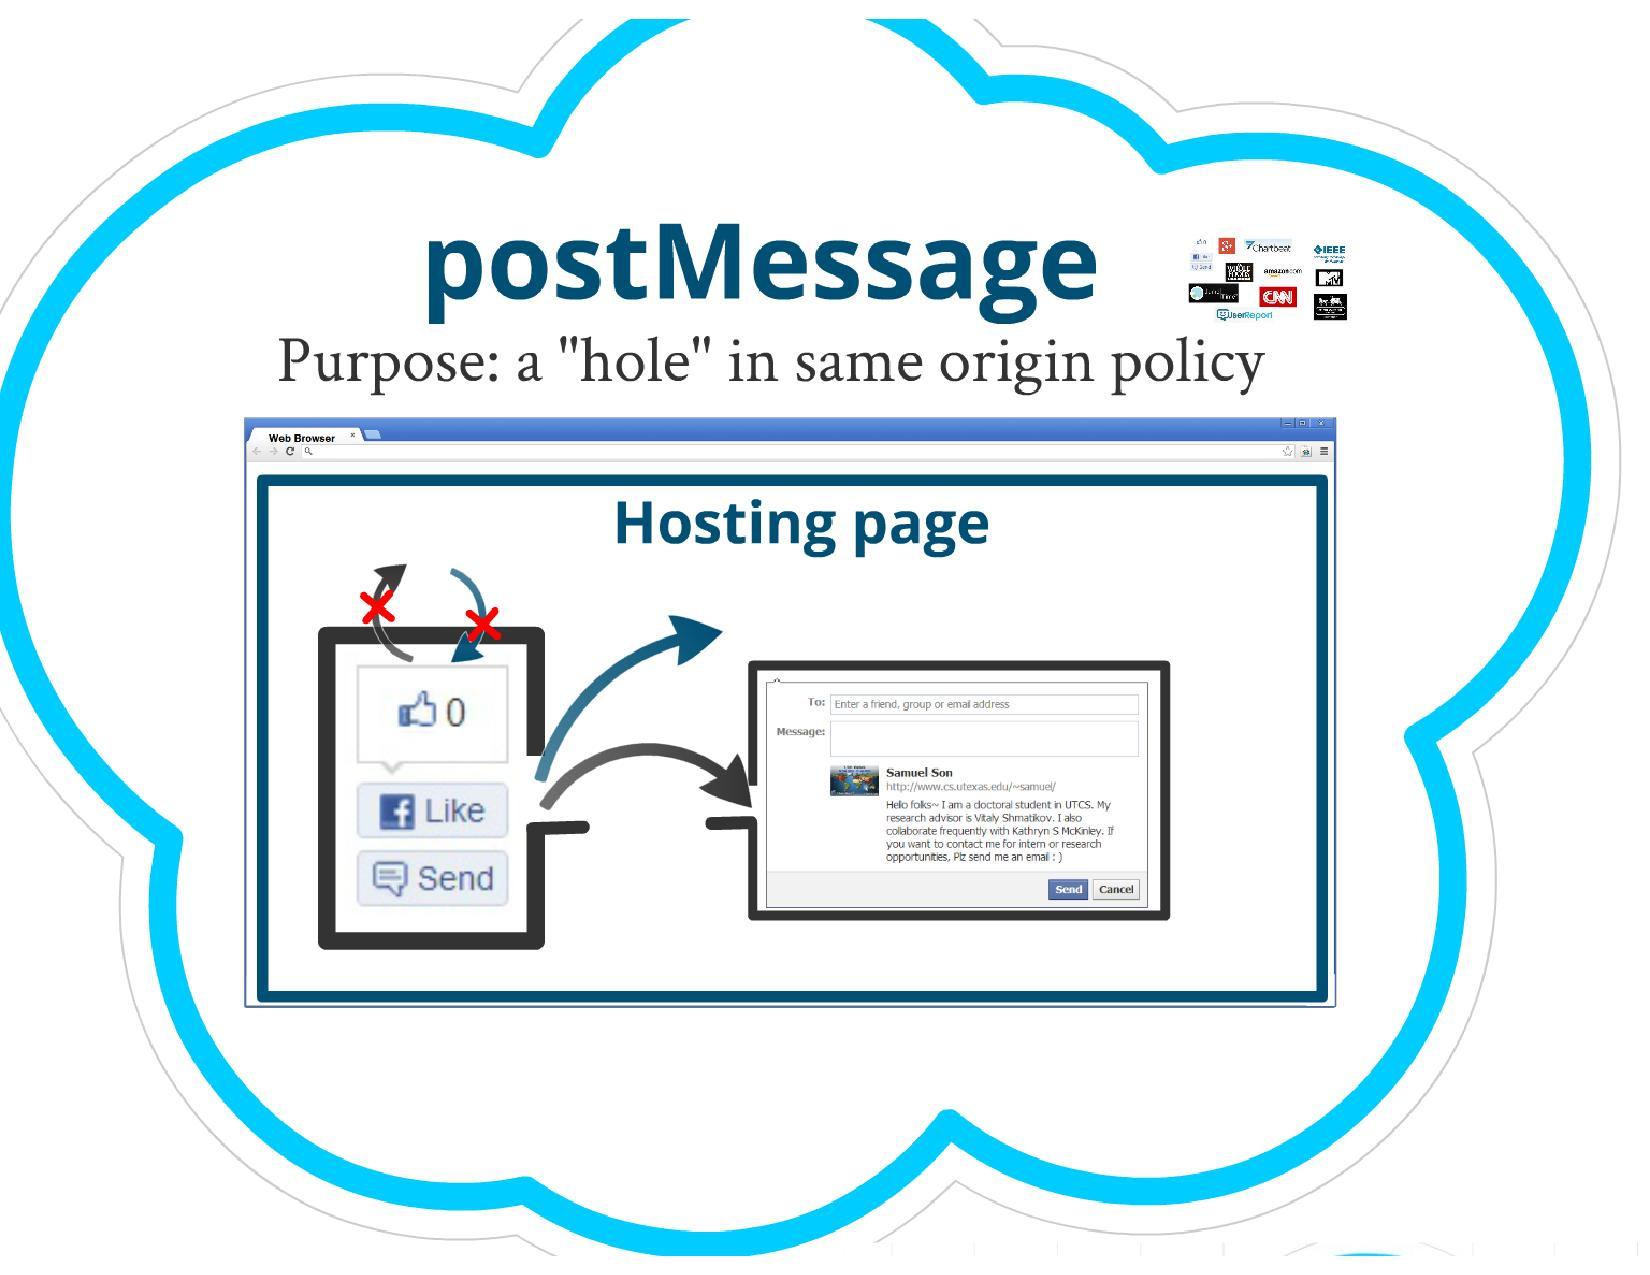 postMessage
Purpose: a "hole" in same origin policy
Chartbeat
IEEE
amazon.com
CNN
UserReport
Web Browser
Hosting page
0
Like
Send
To: Enter a friend, group or email address
Message:
Samuel Son
http://www.cs.utexas.edu/~samuel/
Hello folks~ I am a doctoral student in UTCS. My
research advisor is Vitaly Shmatikov. I also
collaborate frequently with Kathryn S McKinley. If
you want to contact me for intern or research
opportunities, Plz send me an email : )
Send Cancel